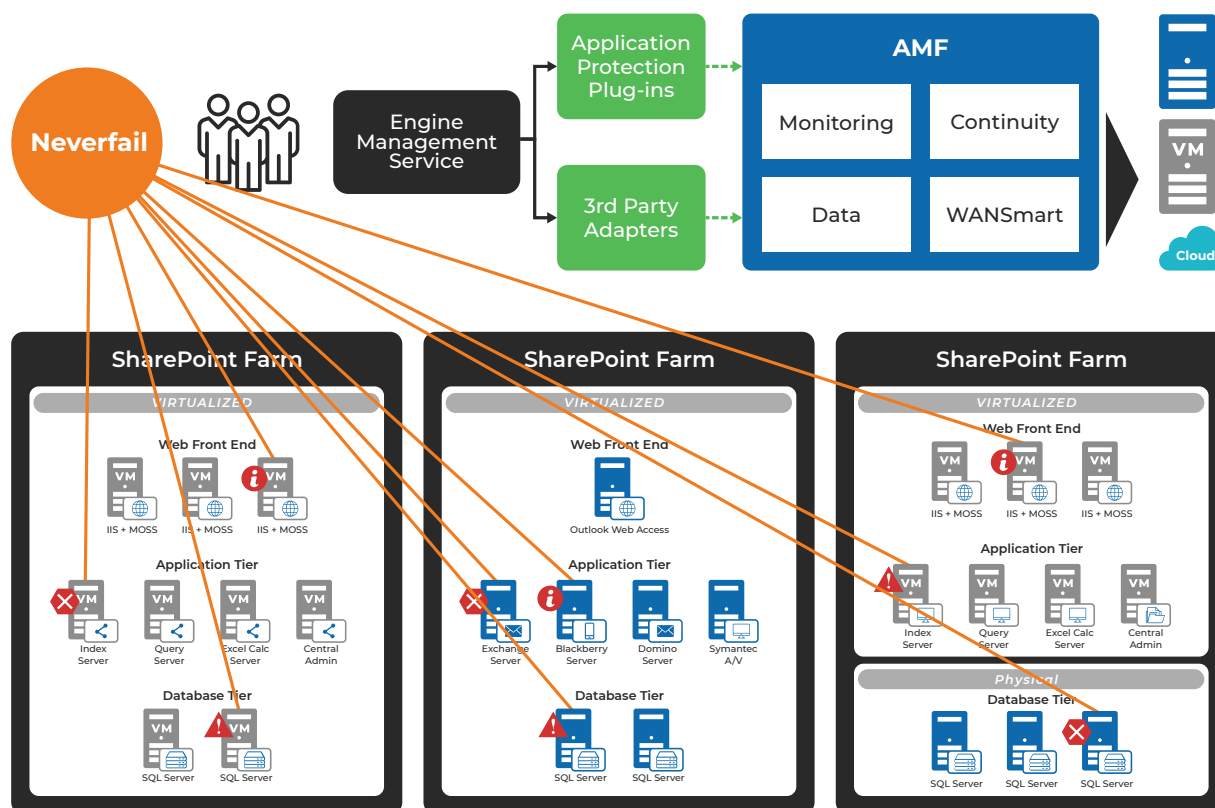 Neverfail
Engine
Management
Service
Application
Protection
Plug-ins
3rd Party
Adapters
AMF
Monitoring
Continuity
Data
WANSmart
VM
Cloud
SharePoint Farm
VIRTUALIZED
Web Front End
VM
VM
VM
i
IIS + MOSS
IIS + MOSS
IIS + MOSS
Application Tier
VM
VM
VM
VM
Index
Server
Query
Server
Excel Calc
Server
Central
Admin
Database Tier
VM
!
VM
SQL Server
SQL Server
SharePoint Farm
VIRTUALIZED
Web Front End
Outlook Web Access
Application Tier
i
Exchange
Server
Blackberry
Server
Domino
Server
Symantec
A/V
Database Tier
!
SQL Server
SQL Server
SharePoint Farm
VIRTUALIZED
Web Front End
VM
i
VM
VM
IIS + MOSS
IIS + MOSS
IIS + MOSS
Application Tier
!
VM
VM
VM
VM
Index
Server
Query
Server
Excel Calc
Server
Central
Admin
Physical
Database Tier
SQL Server
SQL Server
SQL Server